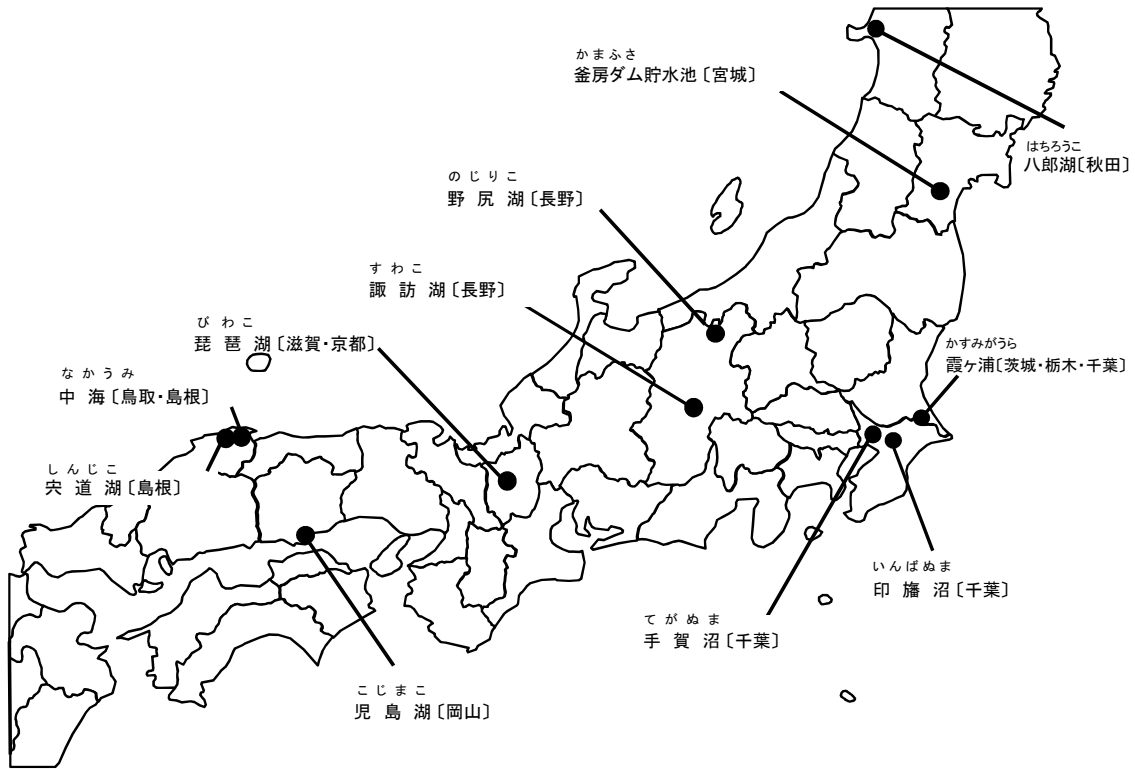 かまふさ
釜房ダム貯水池〔宮城〕
はちろうこ
八郎湖〔秋田〕
のじりこ
野尻湖〔長野〕
すわこ
諏訪湖〔長野〕
びわこ
琵琶湖〔滋賀・京都〕
かすみがうら
霞ヶ浦〔茨城・栃木・千葉〕
なかうみ
中海〔鳥取・島根〕
しんじこ
宍道湖〔島根〕
いんばぬま
印旛沼〔千葉〕
てがぬま
手賀沼〔千葉〕
こじまこ
児島湖〔岡山〕